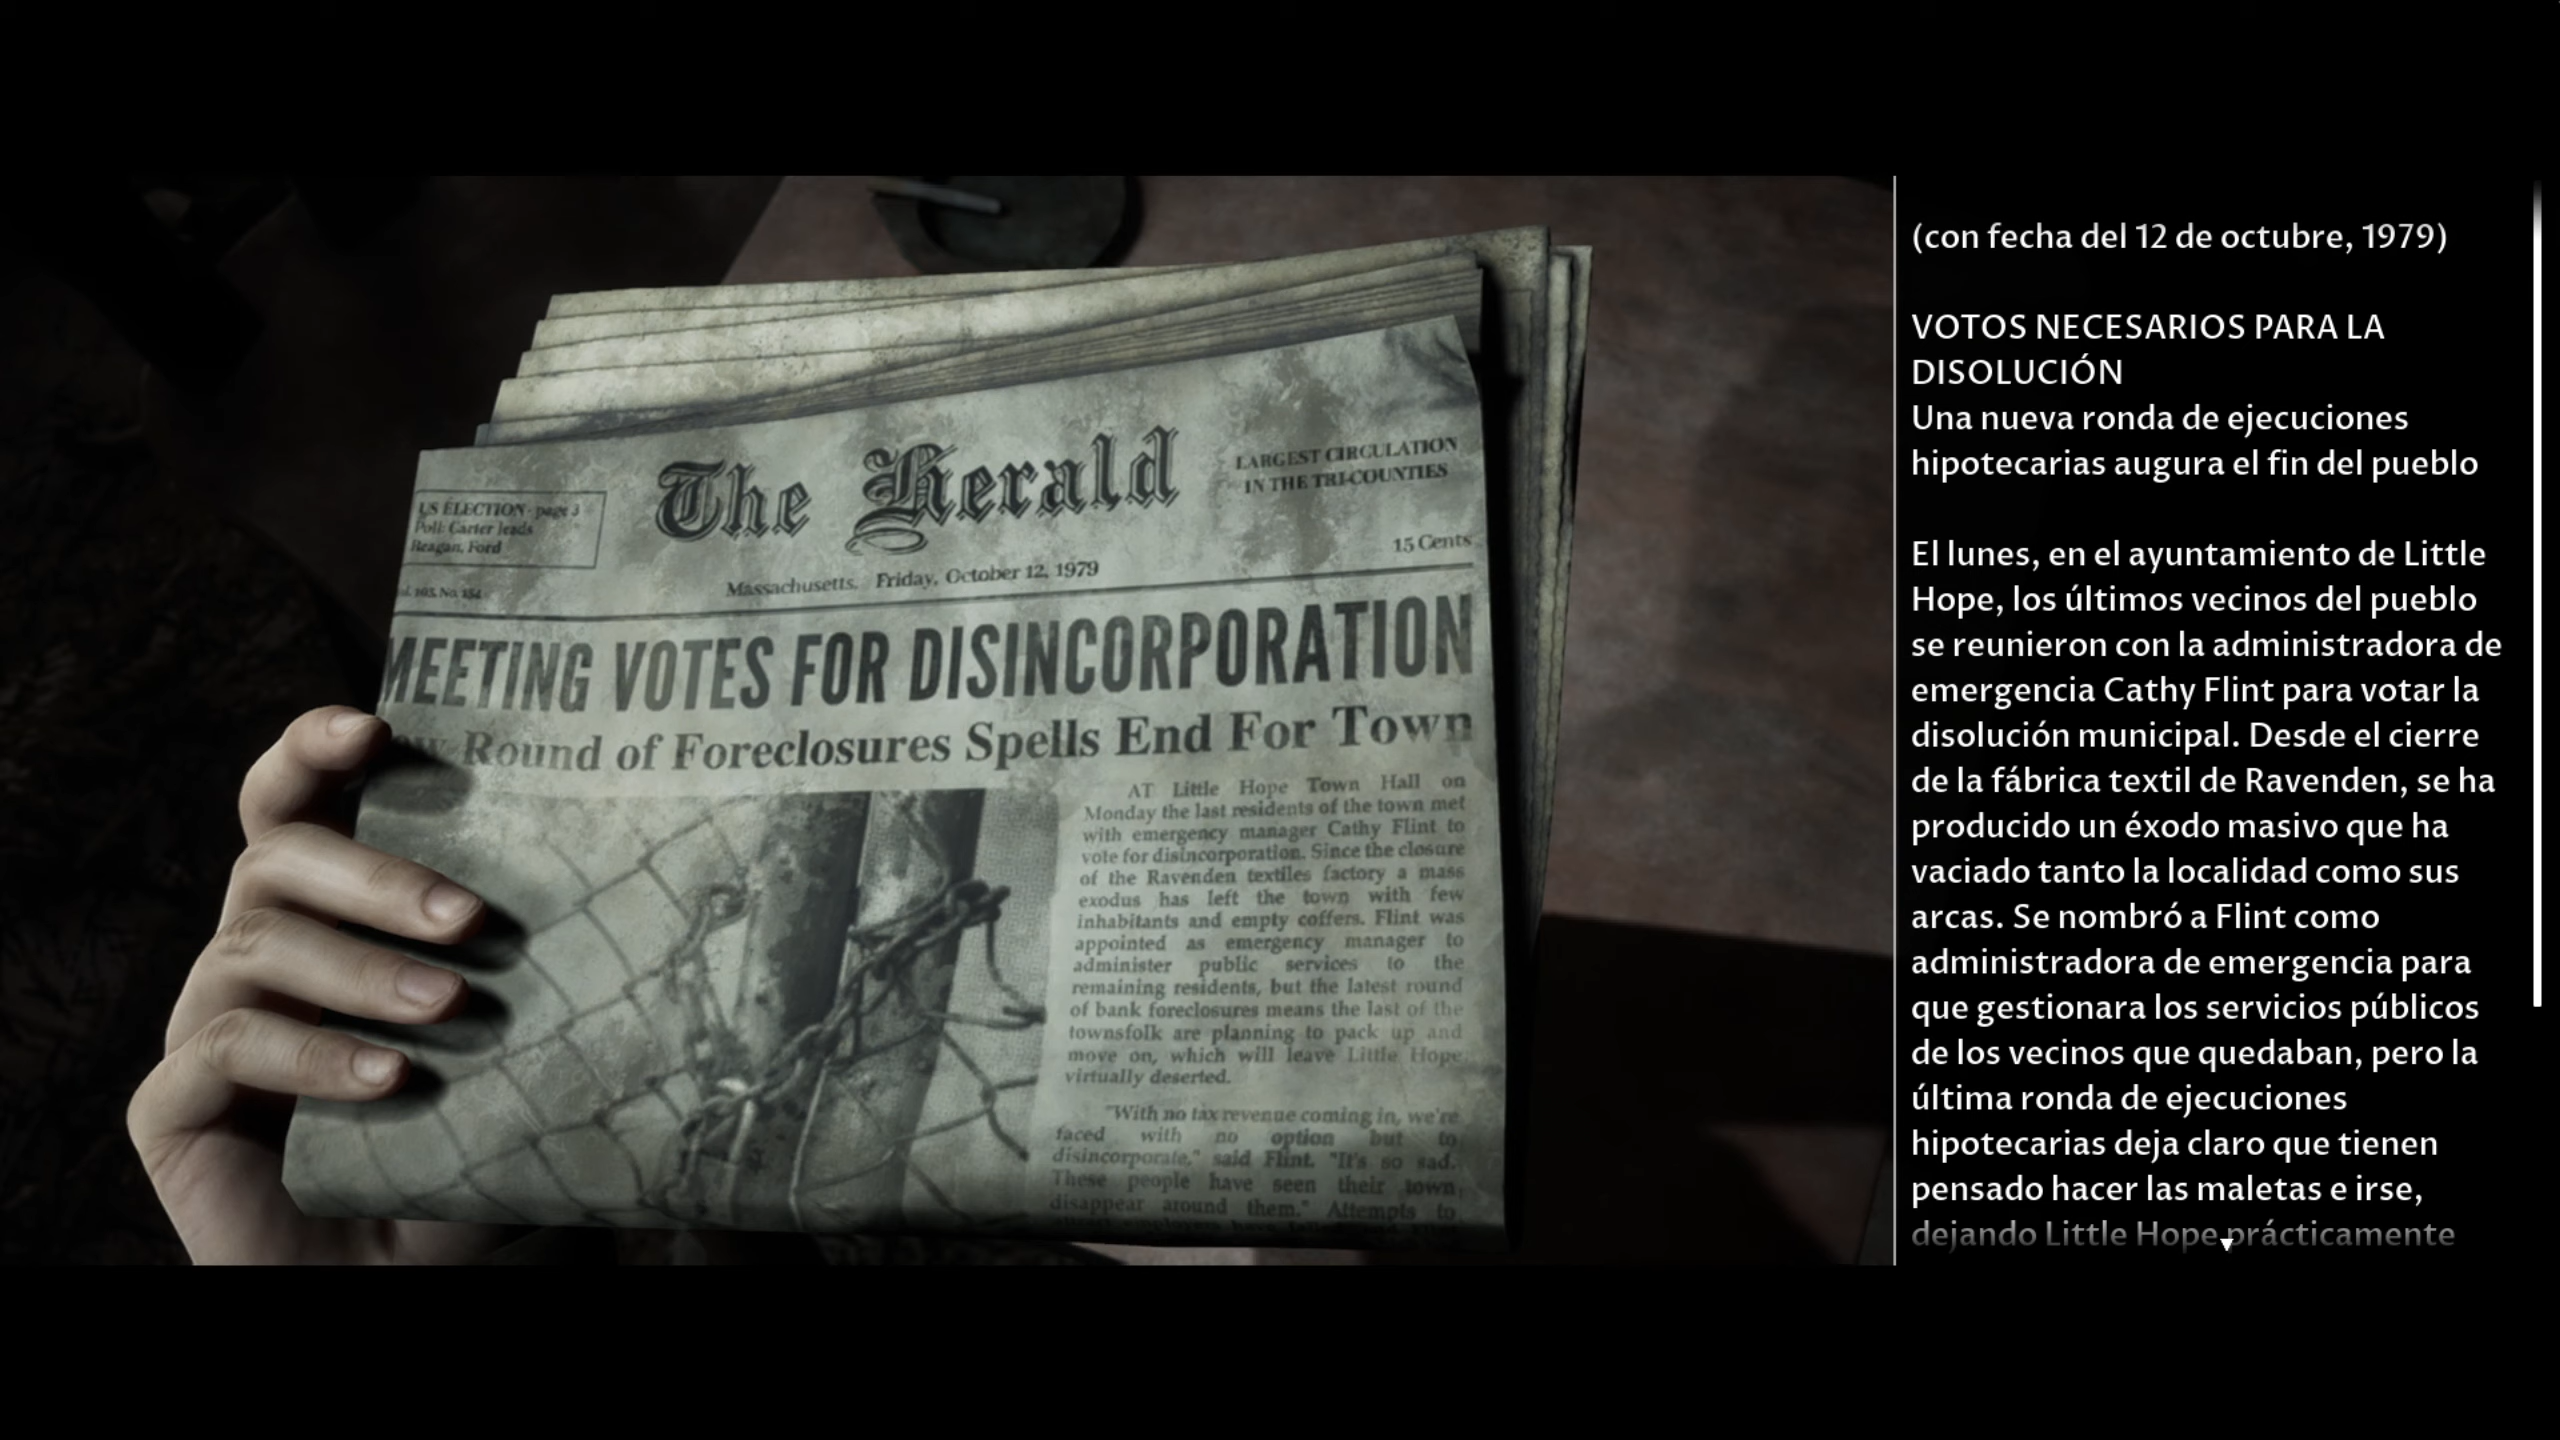 The Herald
LARGEST CIRCULATION
IN THE TRI-COUNTIES
US ELECTION - page 3
Poll: Carter leads
Reagan, Ford
15 Cents
Massachusetts, Friday, October 12, 1979
MEETING VOTES FOR DISINCORPORATION
Round of Foreclosures Spells End For Town
AT Little Hope Town Hall on
Monday the last residents of the town met
with emergency manager Cathy Flint to
vote for disincorporation. Since the closure
of the Ravenden textiles factory a mass
exodus has left the town with few
inhabitants and empty coffers. Flint was
appointed as emergency manager to
administer public services to the
remaining residents, but the latest round
of bank foreclosures means the last of the
townsfolk are planning to pack up and
move on, which will leave Little Hope
virtually deserted.
"With no tax revenue coming in, we're
faced with no option but to
disincorporate," said Flint. "It's so sad.
These people have seen their town
disappear around them." Attempts to
(con fecha del 12 de octubre, 1979)
VOTOS NECESARIOS PARA LA
DISOLUCIÓN
Una nueva ronda de ejecuciones
hipotecarias augura el fin del pueblo
El lunes, en el ayuntamiento de Little
Hope, los últimos vecinos del pueblo
se reunieron con la administradora de
emergencia Cathy Flint para votar la
disolución municipal. Desde el cierre
de la fábrica textil de Ravenden, se ha
producido un éxodo masivo que ha
vaciado tanto la localidad como sus
arcas. Se nombró a Flint como
administradora de emergencia para
que gestionara los servicios públicos
de los vecinos que quedaban, pero la
última ronda de ejecuciones
hipotecarias deja claro que tienen
pensado hacer las maletas e irse,
dejando Little Hope prácticamente